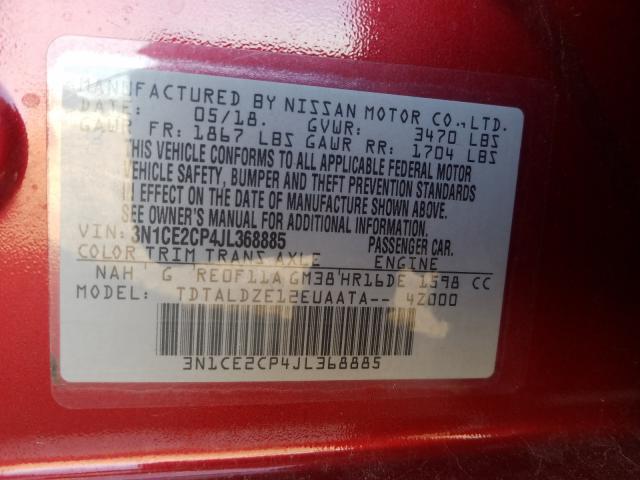 MANUFACTURED BY NISSAN MOTOR CO., LTD.
DATE: 05/18. GVWR: 3470 LBS
GAWR FR: 1867 LBS GAWR RR: 1704 LBS
THIS VEHICLE CONFORMS TO ALL APPLICABLE FEDERAL MOTOR
VEHICLE SAFETY, BUMPER AND THEFT PREVENTION STANDARDS
IN EFFECT ON THE DATE OF MANUFACTURE SHOWN ABOVE.
SEE OWNER'S MANUAL FOR ADDITIONAL INFORMATION.
VIN: 3N1CE2CP4JL368885 PASSENGER CAR.
COLOR TRIM TRANS AXLE ENGINE
NAH G RE0F11A GM38 HR16DE 1598 CC
MODEL: TDTALDZE12EUAATA-- 4Z000
3N1CE2CP4JL368885